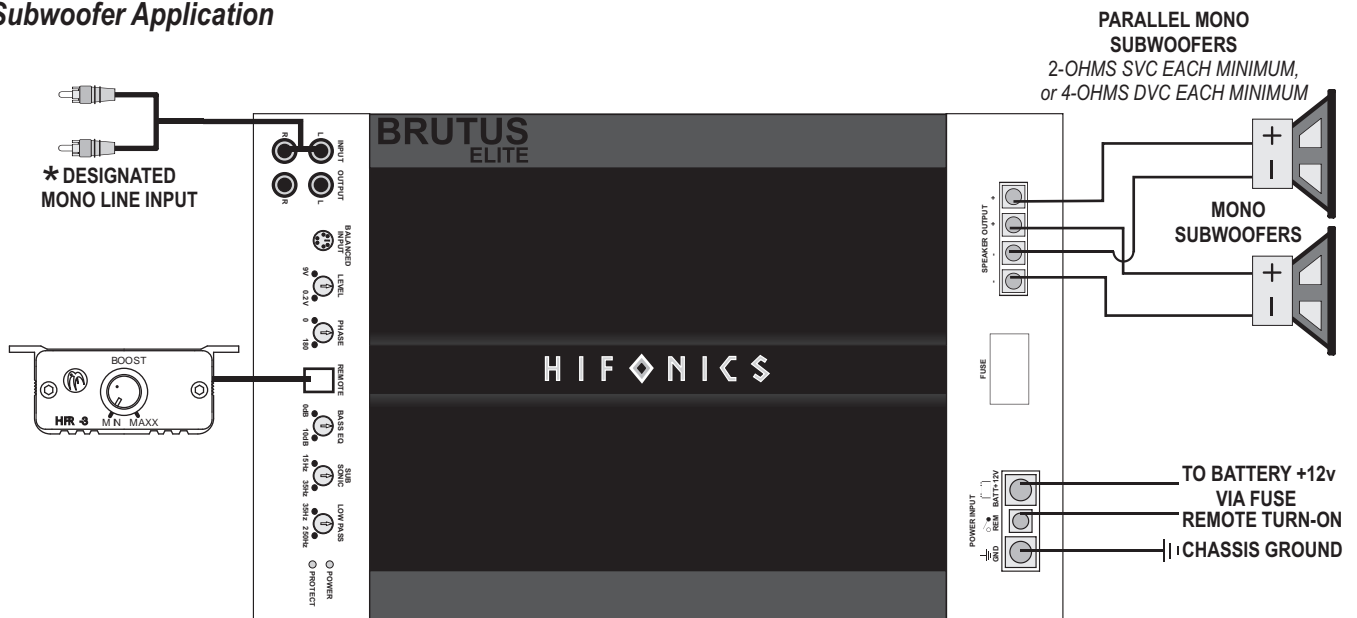 Subwoofer Application
PARALLEL MONO
SUBWOOFERS
2-OHMS SVC EACH MINIMUM,
or 4-OHMS DVC EACH MINIMUM
* DESIGNATED
MONO LINE INPUT
R L INPUT
R L OUTPUT
BALANCED
INPUT
9V 0.2V LEVEL
0 180 PHASE
REMOTE
0dB 10dB BASS EQ
15Hz 35Hz SUB
SONIC
35Hz 250Hz LOW PASS
PROTECT POWER
BOOST
HFR -3 MIN MAXX
BRUTUS
ELITE
HIFONICS
SPEAKER OUTPUT
+
+
-
-
FUSE
POWER INPUT
BATT+12V
REM
GND
+
-
MONO
SUBWOOFERS
+
-
TO BATTERY +12v
VIA FUSE
REMOTE TURN-ON
CHASSIS GROUND